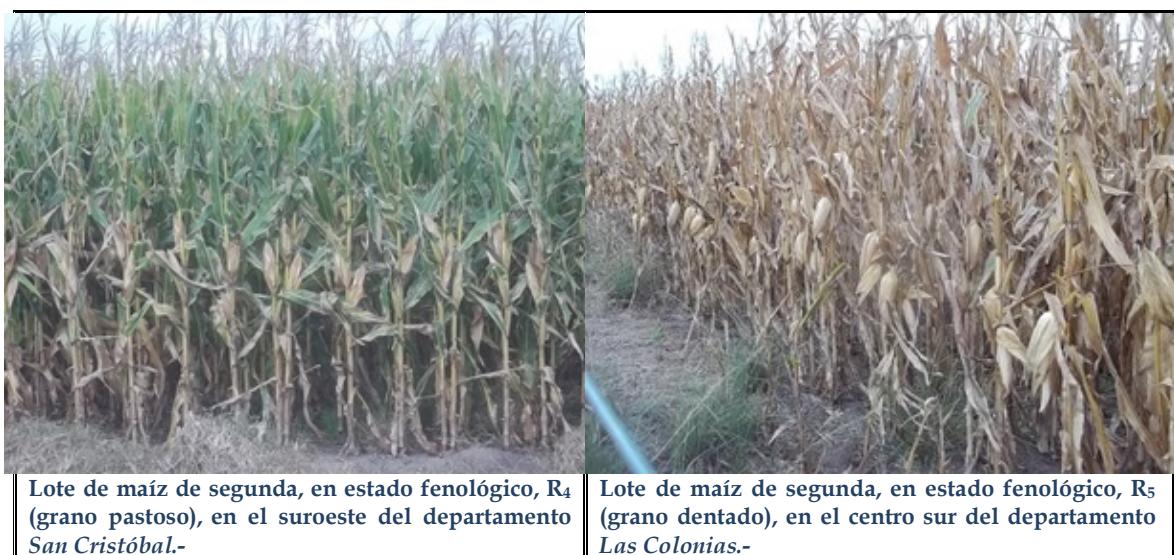 Lote de maíz de segunda, en estado fenológico, R4
(grano pastoso), en el suroeste del departamento
San Cristóbal.-
Lote de maíz de segunda, en estado fenológico, R5
(grano dentado), en el centro sur del departamento
Las Colonias.-